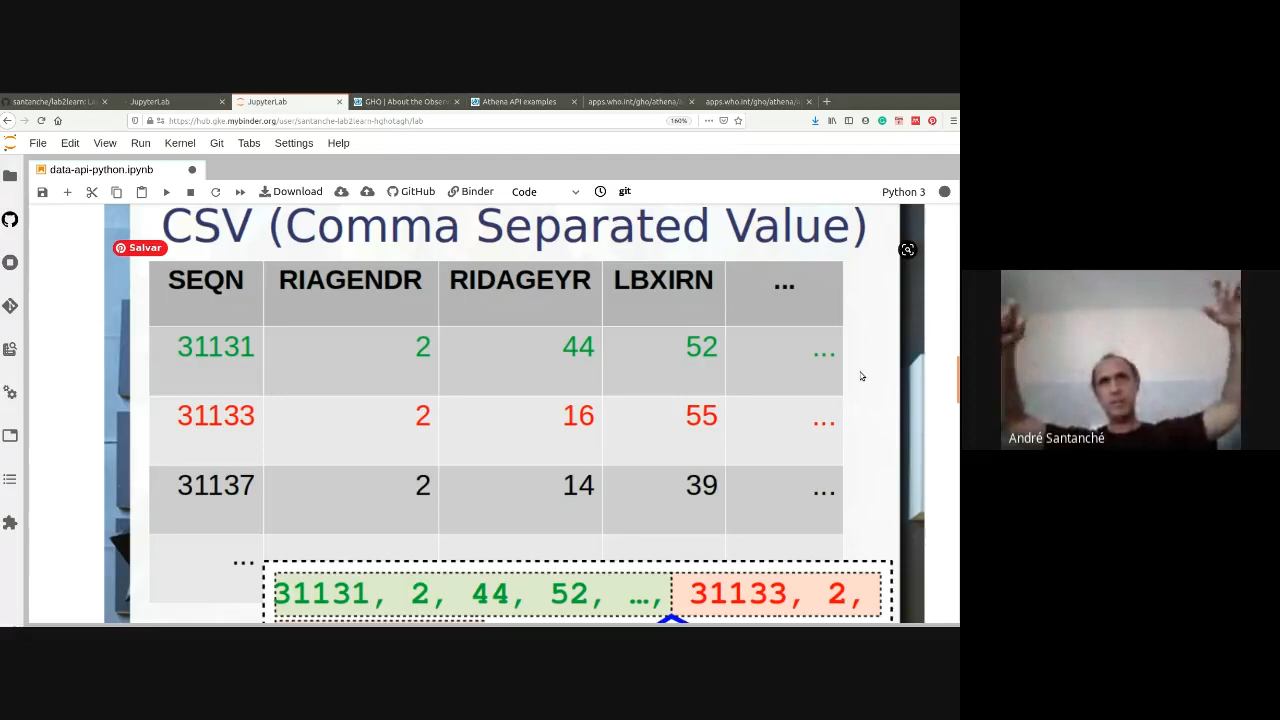 santanche/lab2learn: Li
JupyterLab
JupyterLab
GHO | About the Obser
Athena API examples
apps.who.int/gho/athena/
apps.who.int/gho/athena/a
https://hub.gke.mybinder.org/user/santanche-lab2learn-hghotagh/lab
160%
File Edit View Run Kernel Git Tabs Settings Help
data-api-python.ipynb
Download GitHub Binder Code git Python 3
CSV (Comma Separated Value)
Salvar
SEQN RIAGENDR RIDAGEYR LBXIRN ...
31131 2 44 52 ...
31133 2 16 55 ...
31137 2 14 39 ...
...
31131, 2, 44, 52, …, 31133, 2,
André Santanché